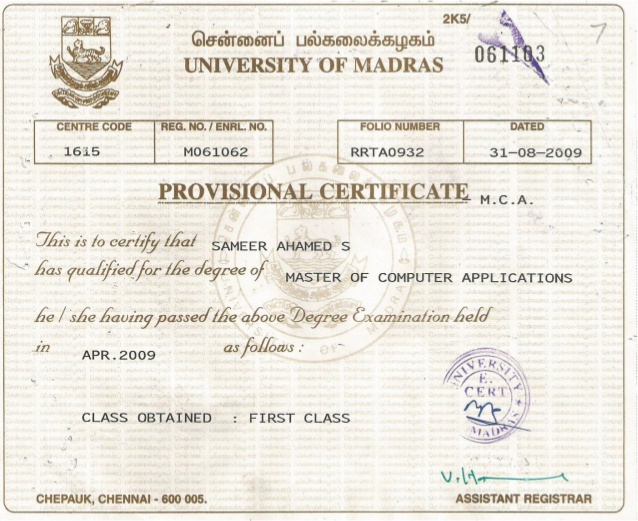 2K5/
சென்னைப் பல்கலைக்கழகம்
UNIVERSITY OF MADRAS
061103
CENTRE CODE REG. NO. / ENRL. NO. FOLIO NUMBER DATED
1615 M061062 RRTA0932 31-08-2009
PROVISIONAL CERTIFICATE - M.C.A.
This is to certify that SAMEER AHAMED S
has qualified for the degree of MASTER OF COMPUTER APPLICATIONS
he / she having passed the above Degree Examination held
in APR.2009 as follows :
UNIVERSITY
E.
CERT
MADRAS
CLASS OBTAINED : FIRST CLASS
CHEPAUK, CHENNAI - 600 005. ASSISTANT REGISTRAR